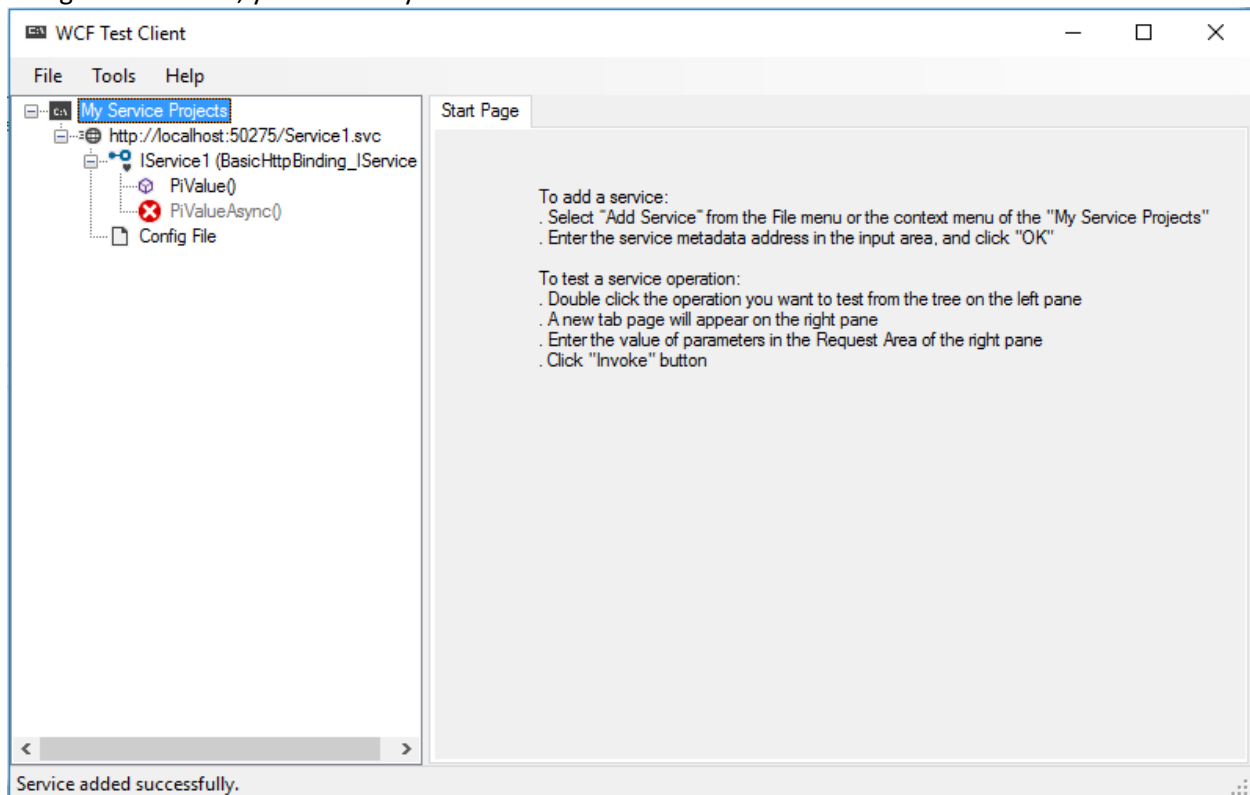 WCF Test Client
File Tools Help
My Service Projects
http://localhost:50275/Service1.svc
IService1 (BasicHttpBinding_IService
PiValue()
PiValueAsync()
Config File
Start Page
To add a service:
. Select "Add Service" from the File menu or the context menu of the "My Service Projects"
. Enter the service metadata address in the input area, and click "OK"
To test a service operation:
. Double click the operation you want to test from the tree on the left pane
. A new tab page will appear on the right pane
. Enter the value of parameters in the Request Area of the right pane
. Click "Invoke" button
Service added successfully.